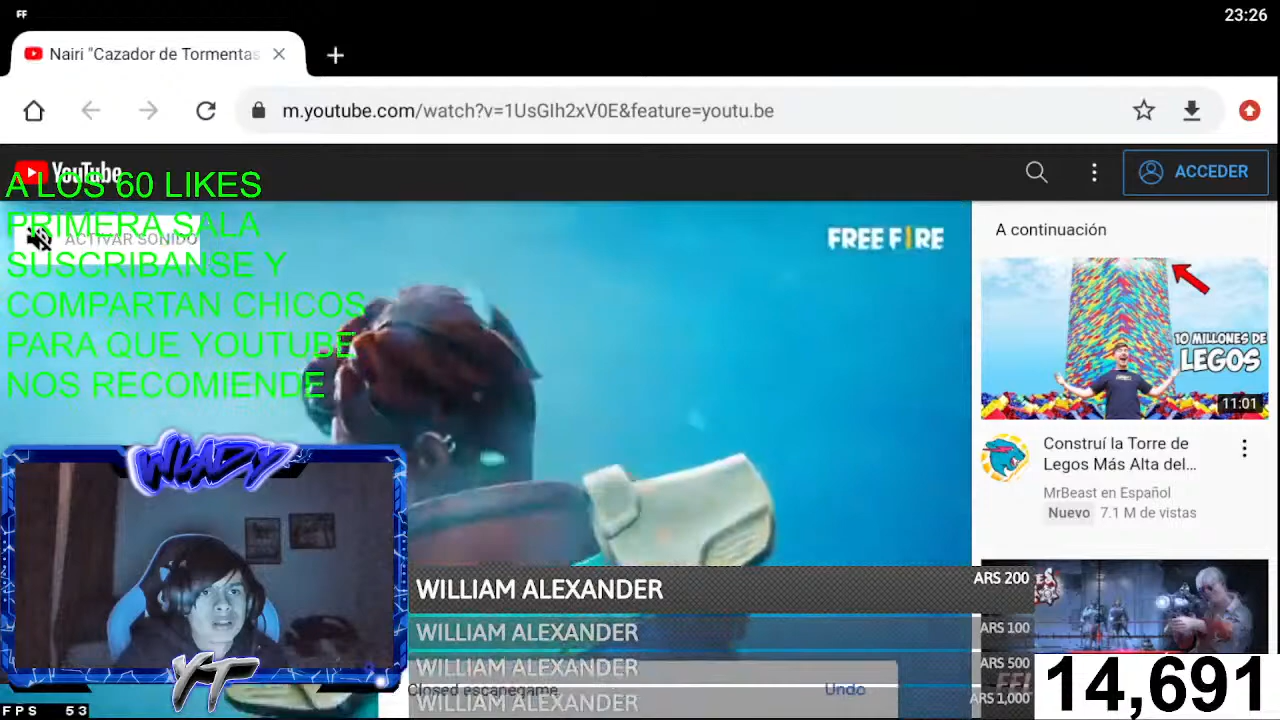 FF
23:26
Nairi "Cazador de Tormentas
m.youtube.com/watch?v=1UsGIh2xV0E&feature=youtu.be
YouTube
ACCEDER
A LOS 60 LIKES
PRIMERA SALA
ACTIVAR SONIDO
SUSCRIBANSE Y
COMPARTAN CHICOS
PARA QUE YOUTUBE
NOS RECOMIENDE
FREE FIRE
A continuación
10 MILLONES DE
LEGOS
11:01
Construí la Torre de
Legos Más Alta del...
MrBeast en Español
Nuevo 7.1 M de vistas
WLADY
YT
WILLIAM ALEXANDER ARS 200
WILLIAM ALEXANDER ARS 100
WILLIAM ALEXANDER ARS 500
WILLIAM ALEXANDER ARS 1,000
Closed escanegame Undo
14,691
FPS 53